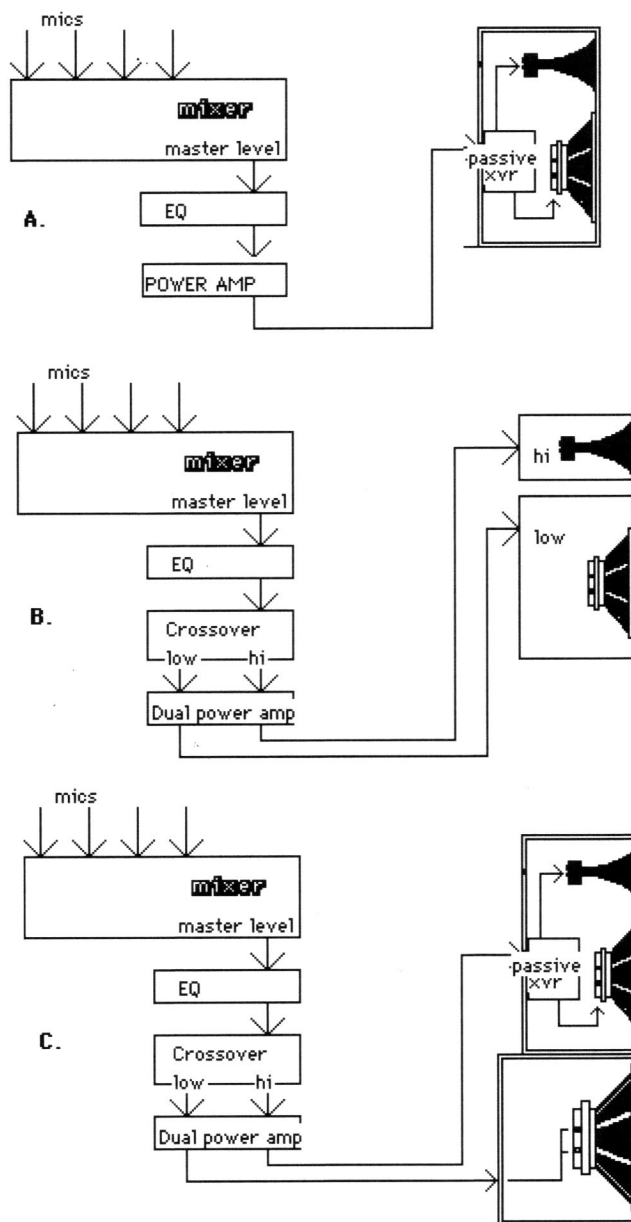 mics
mixer
master level
EQ
A.
POWER AMP
passive
xvr
mics
mixer
master level
EQ
B.
Crossover
low hi
Dual power amp
hi
low
mics
mixer
master level
EQ
C.
Crossover
low hi
Dual power amp
passive
xvr